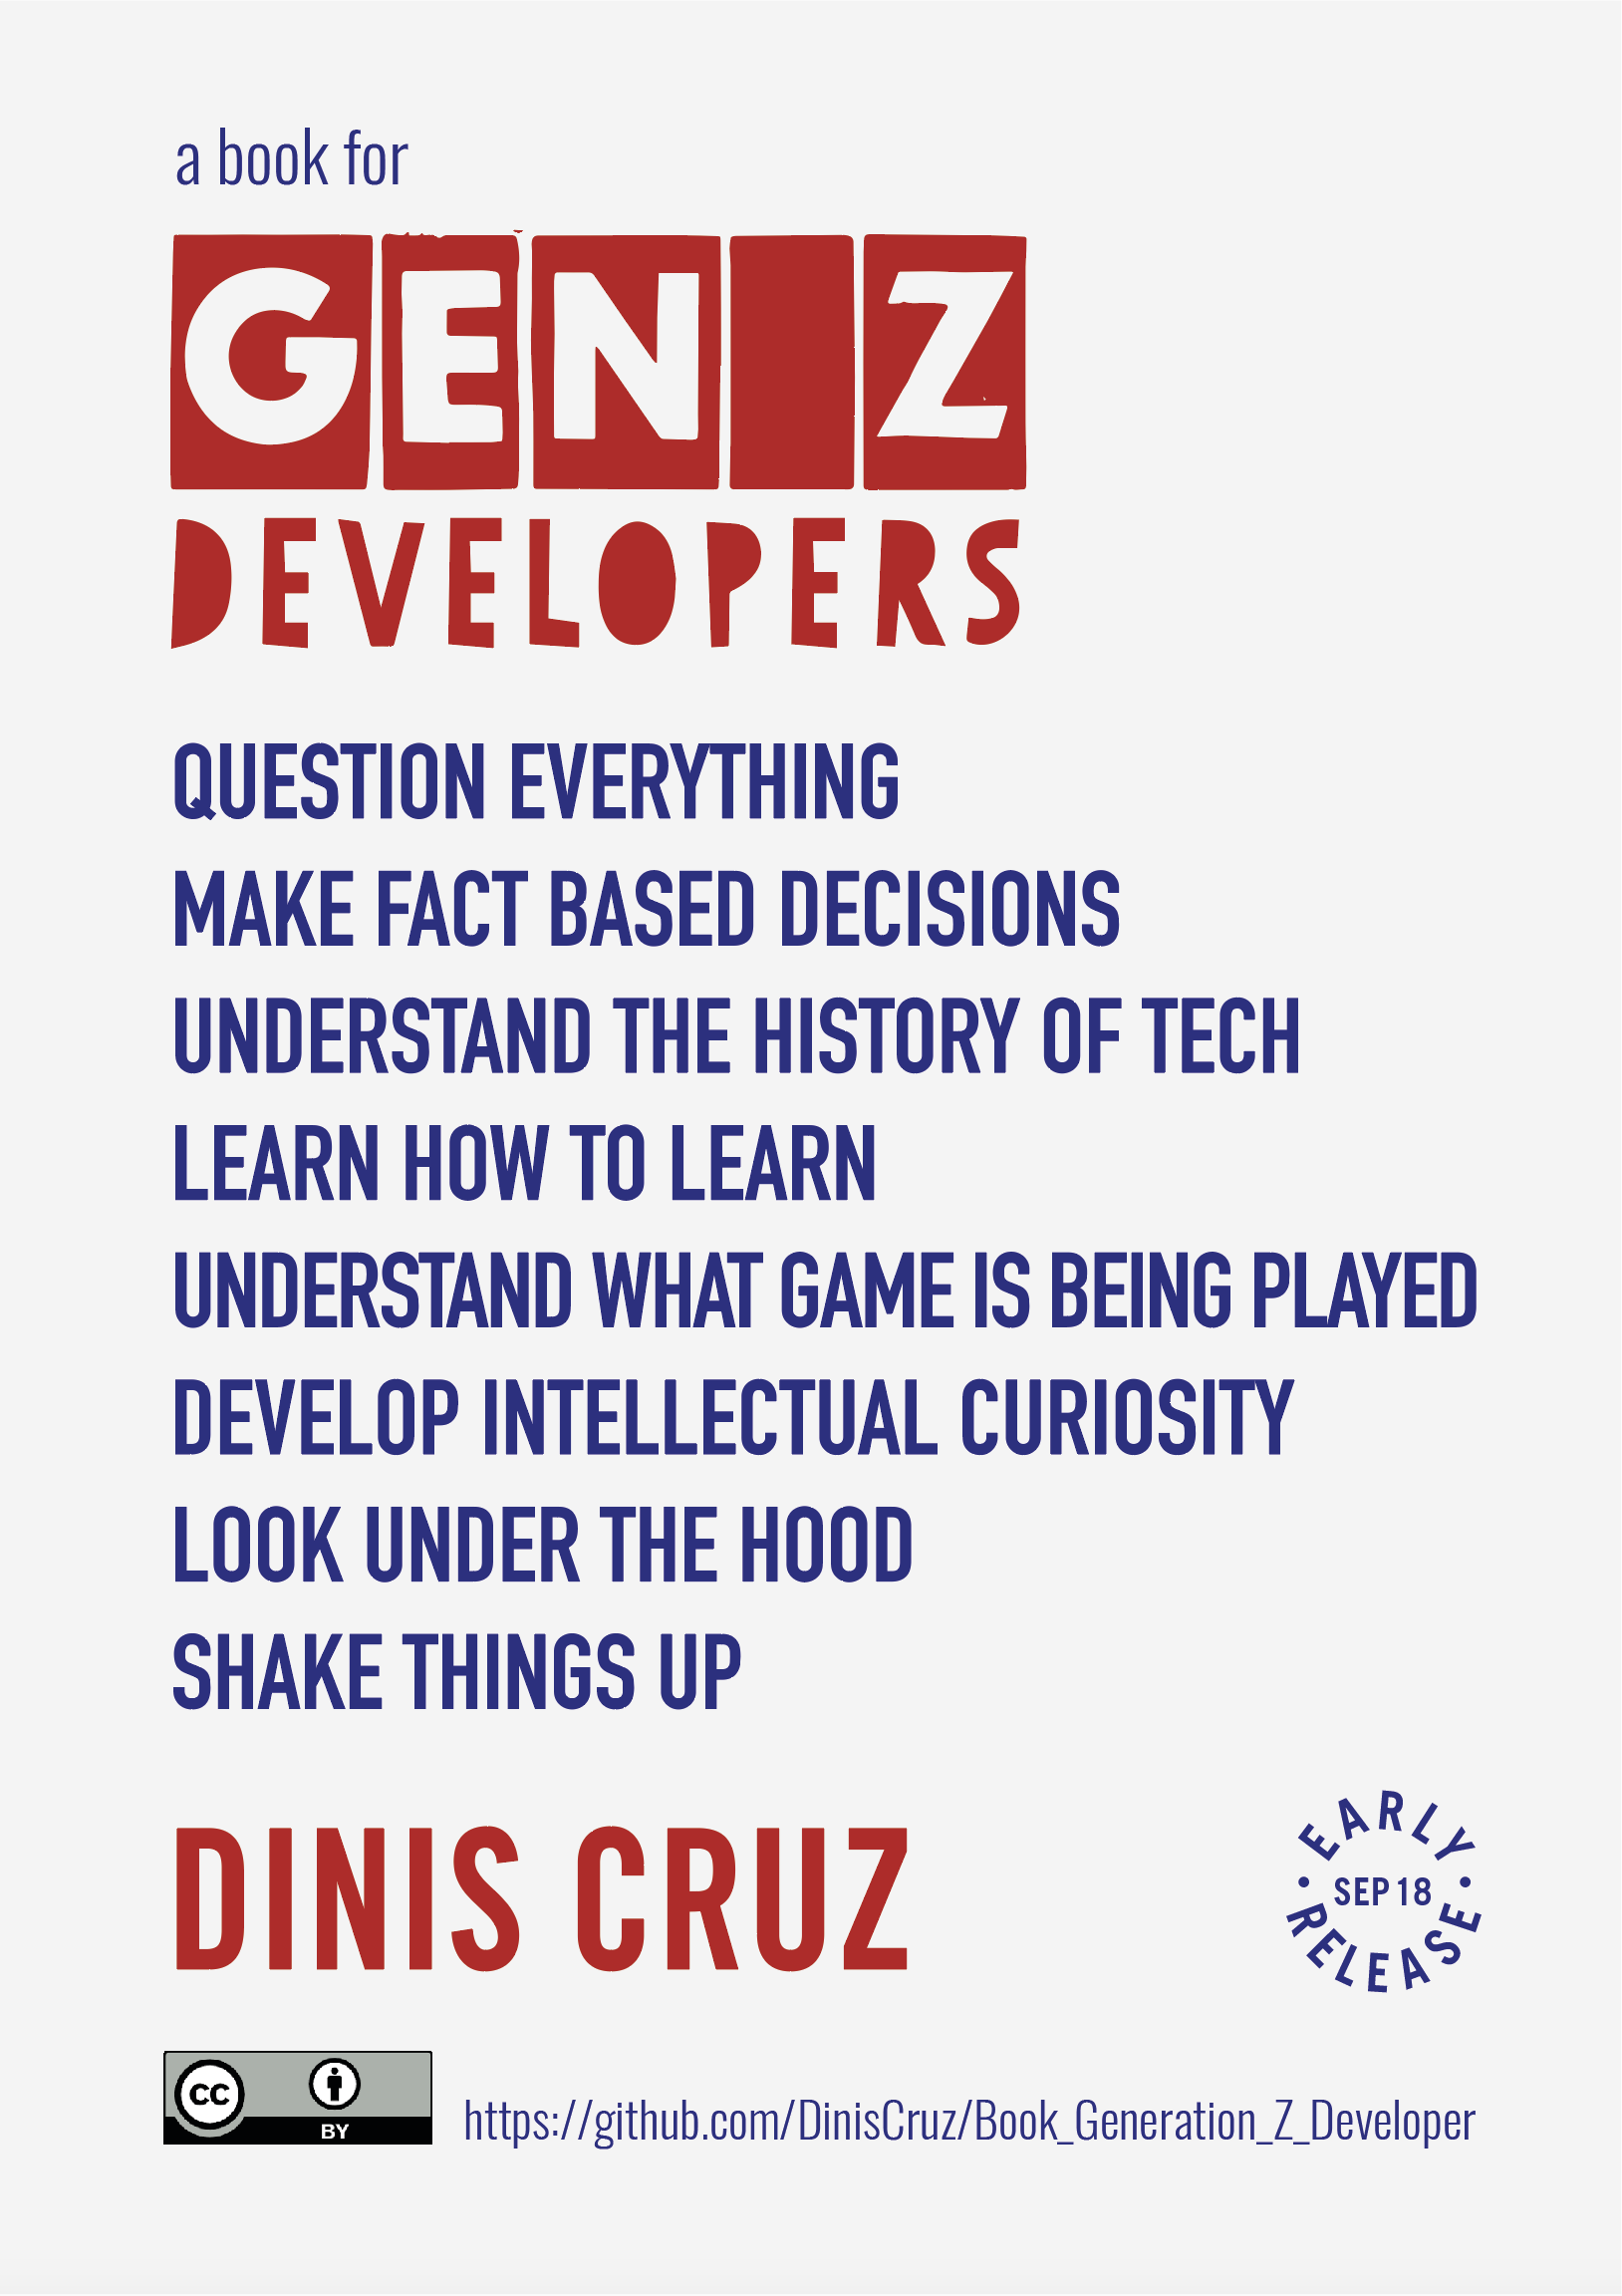 a book for
GEN Z
DEVELOPERS
QUESTION EVERYTHING
MAKE FACT BASED DECISIONS
UNDERSTAND THE HISTORY OF TECH
LEARN HOW TO LEARN
UNDERSTAND WHAT GAME IS BEING PLAYED
DEVELOP INTELLECTUAL CURIOSITY
LOOK UNDER THE HOOD
SHAKE THINGS UP
DINIS CRUZ
EARLY
SEP 18
RELEASE
CC
BY
https://github.com/DinisCruz/Book_Generation_Z_Developer